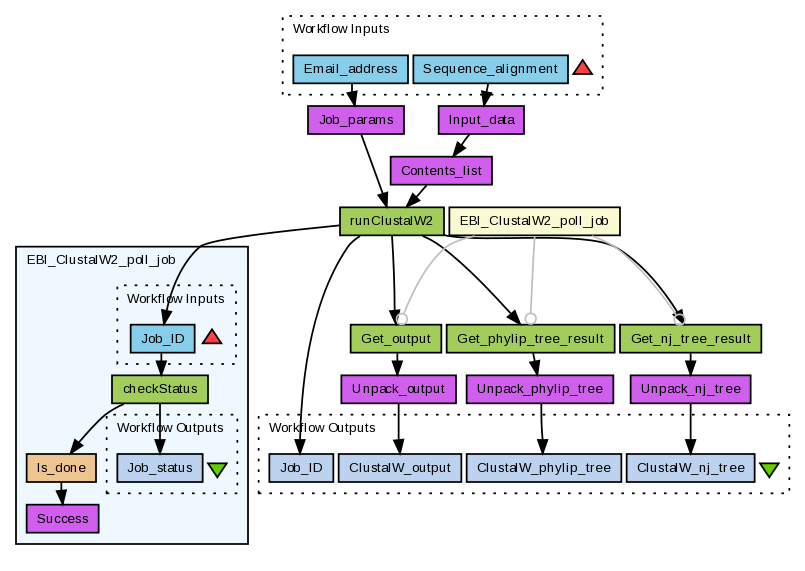 Workflow Inputs
Email_address
Sequence_alignment
Job_params
Input_data
Contents_list
runClustalW2
EBI_ClustalW2_poll_job
EBI_ClustalW2_poll_job
Workflow Inputs
Job_ID
Get_output
Get_phylip_tree_result
Get_nj_tree_result
checkStatus
Unpack_output
Unpack_phylip_tree
Unpack_nj_tree
Workflow Outputs
Workflow Outputs
Is_done
Job_status
Job_ID
ClustalW_output
ClustalW_phylip_tree
ClustalW_nj_tree
Success